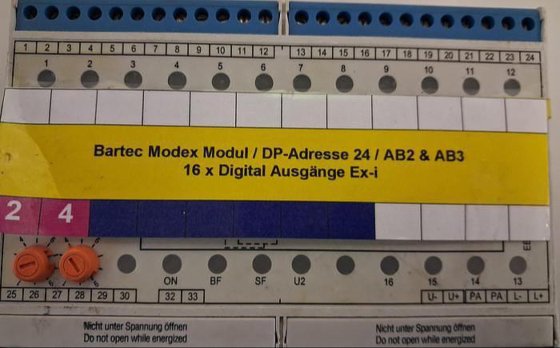 1 2 3 4 5 6 7 8 9 10 11 12 13 14 15 16 17 18 19 20 21 22 23 24
1 2 3 4 5 6 7 8 9 10 11 12
Bartec Modex Modul / DP-Adresse 24 / AB2 & AB3
16 x Digital Ausgänge Ex-i
2 4
ON BF SF U2 16 15 14 13
25 26 27 28 29 30 32 33 U- U+ PA PA L- L+
Nicht unter Spannung öffnen Nicht unter Spannung öffnen
Do not open while energized Do not open while energized